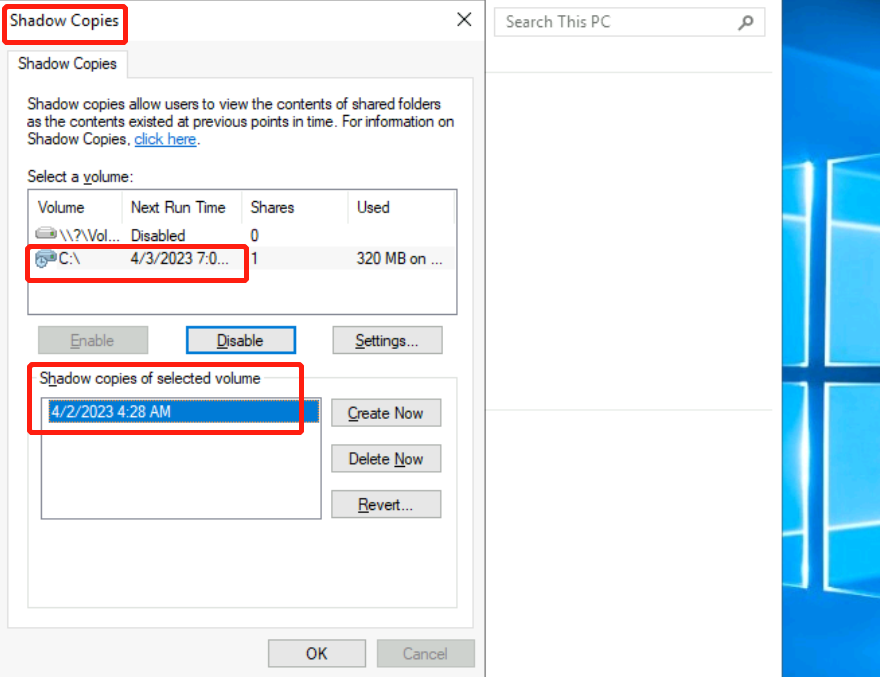 Shadow Copies
Search This PC
Shadow Copies
Shadow copies allow users to view the contents of shared folders
as the contents existed at previous points in time. For information on
Shadow Copies, click here.
Select a volume:
Volume Next Run Time Shares Used
\\?\Vol... Disabled 0
C:\ 4/3/2023 7:0... 1 320 MB on ...
Enable Disable Settings...
Shadow copies of selected volume
4/2/2023 4:28 AM
Create Now
Delete Now
Revert...
OK Cancel